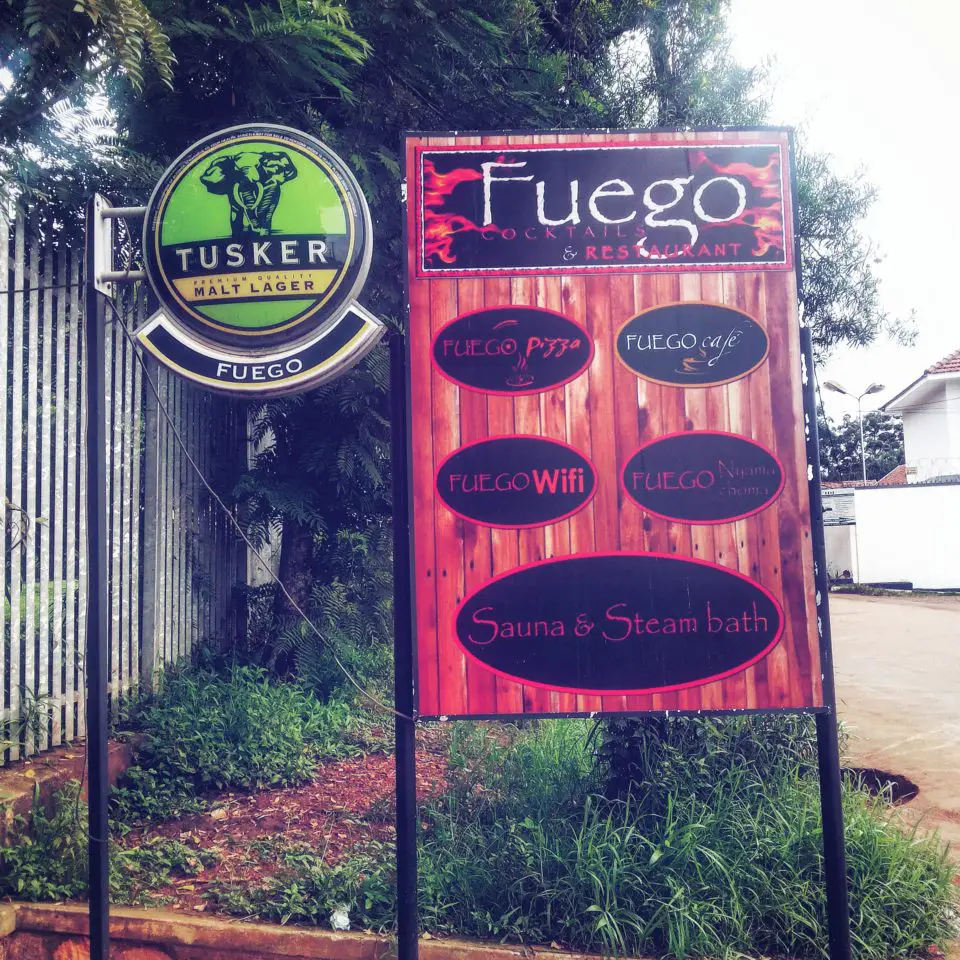 TUSKER
PREMIUM QUALITY
MALT LAGER
FUEGO
Fuego
COCKTAILS
& RESTAURANT
FUEGO Pizza
FUEGO café
FUEGO Wifi
FUEGO Nyama
choma
Sauna & Steam bath